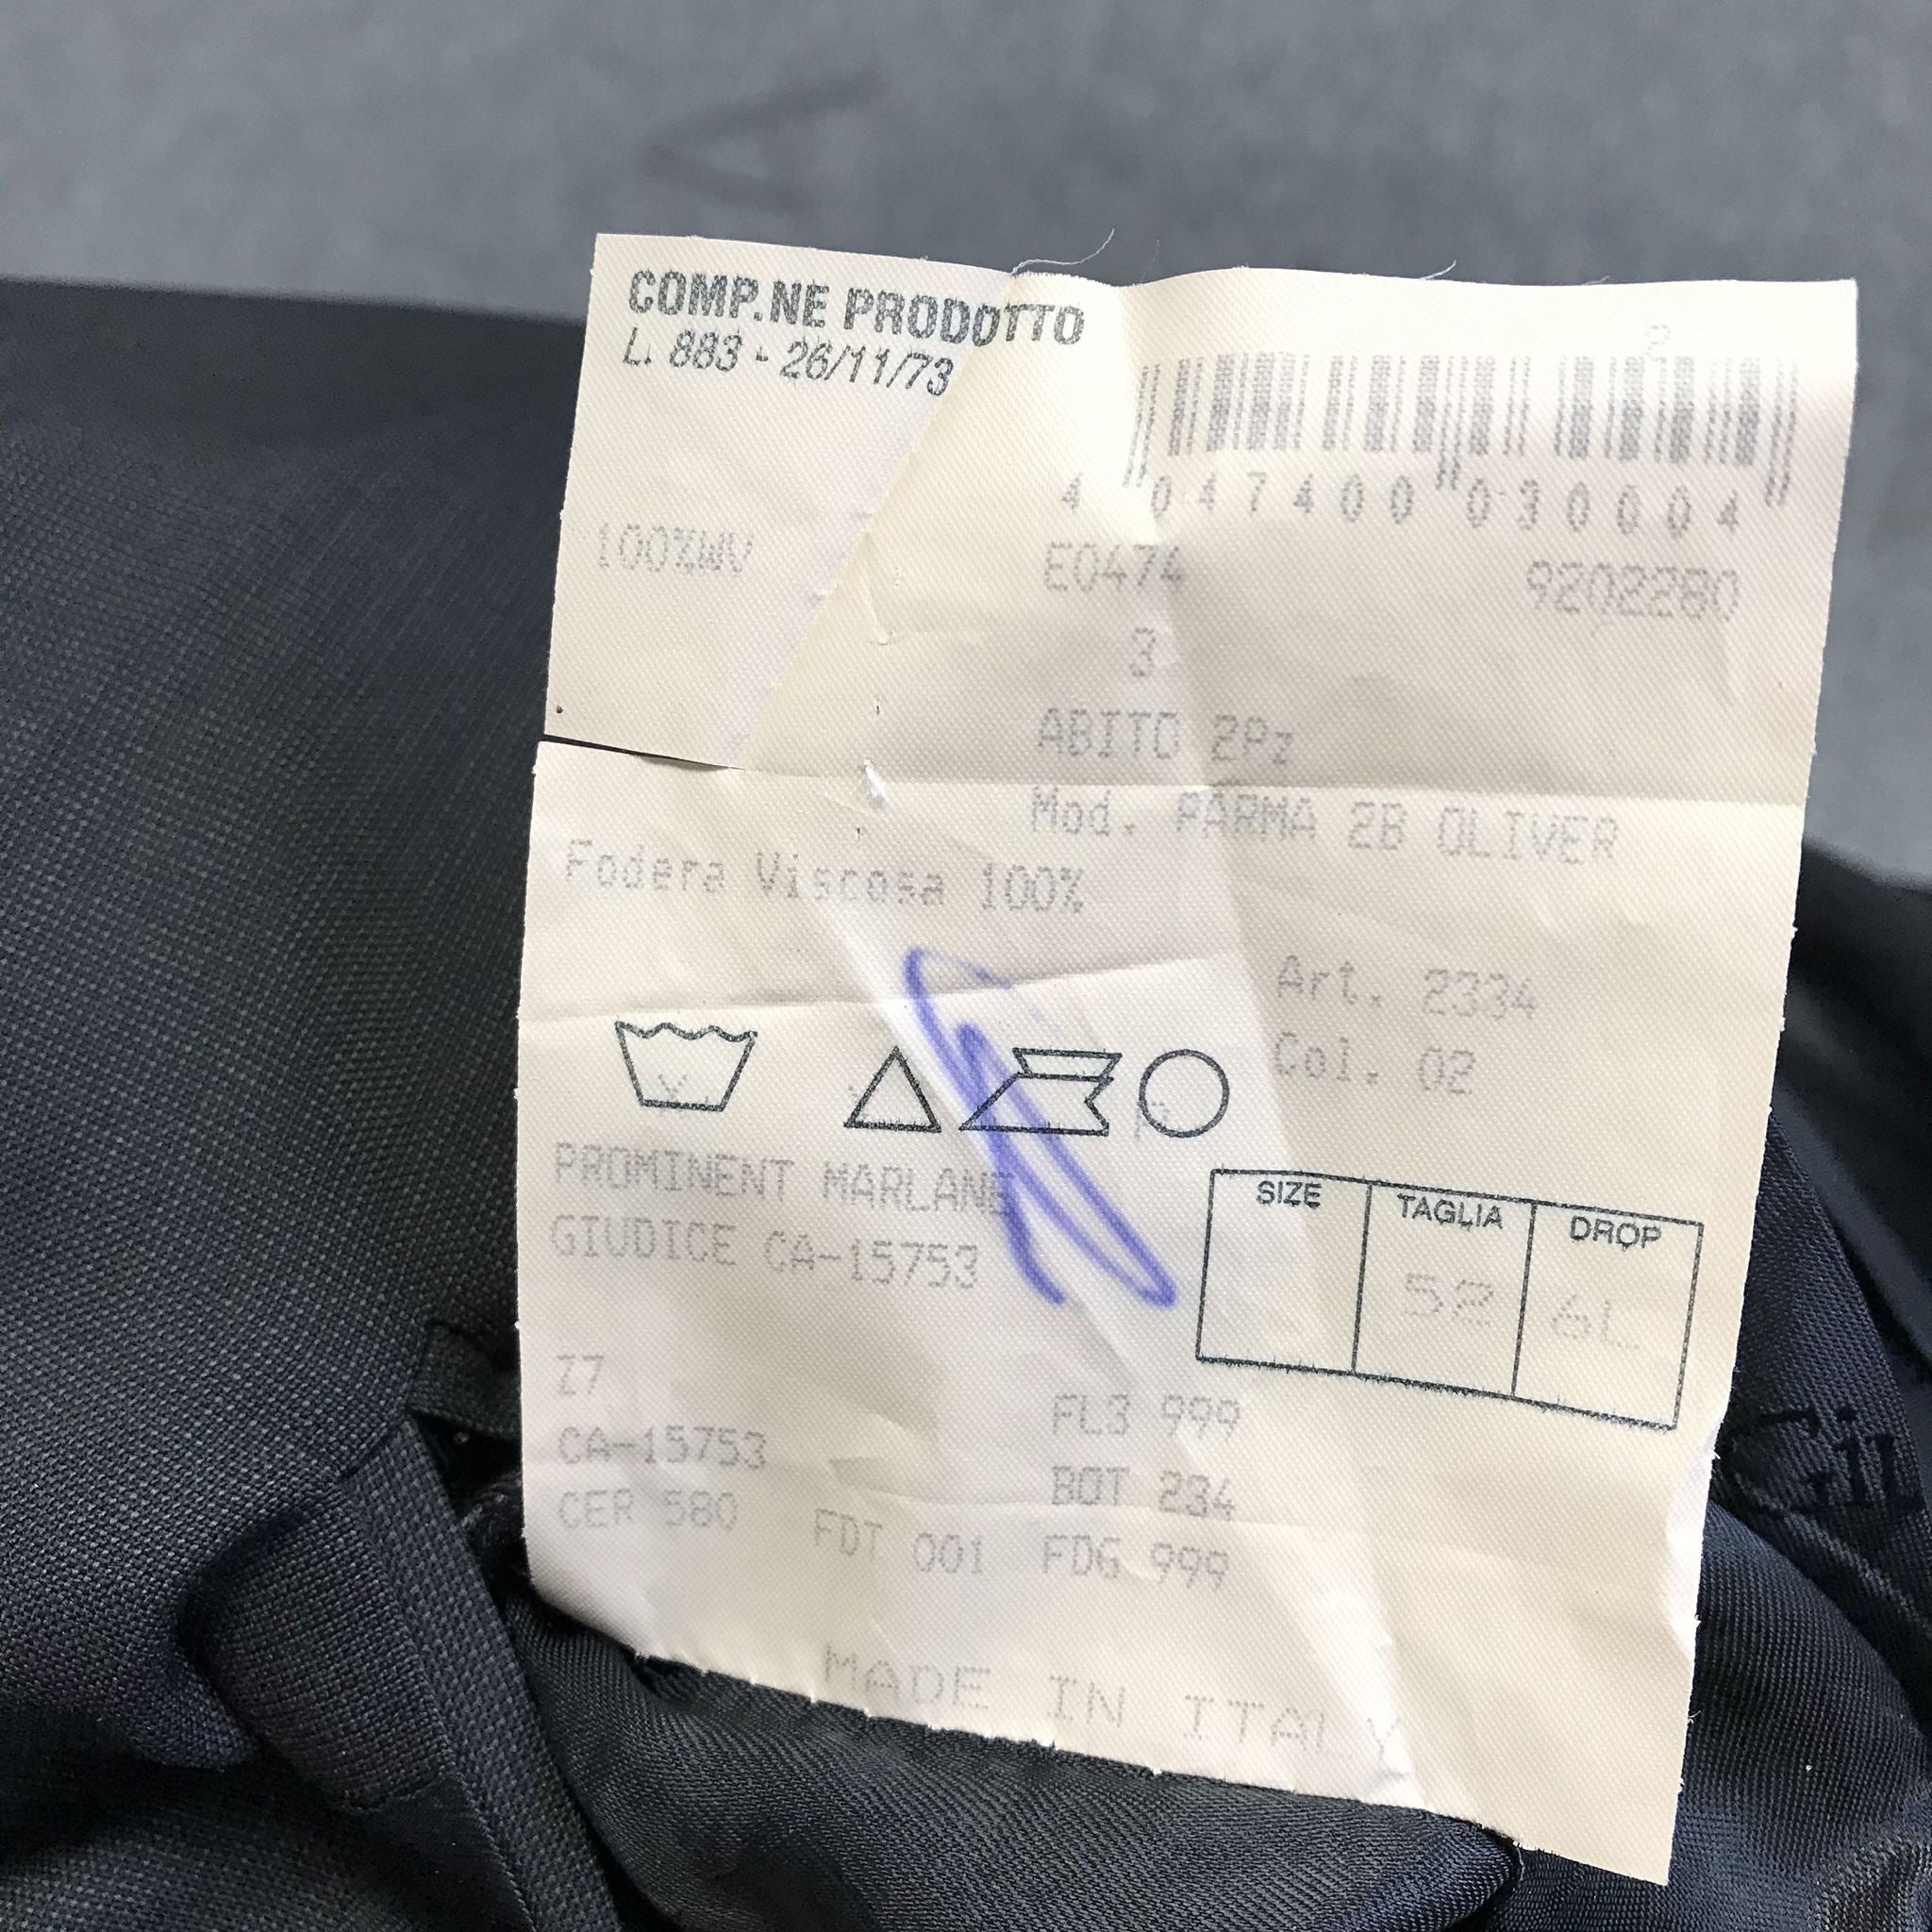 COMP.NE PRODOTTO
L. 883 - 26/11/73
2
4 047400 030004
100%WV
E0474 9202280
3
ABITO 2Pz
Mod. PARMA 2B OLIVER
Fodera Viscosa 100%
Art. 2334
Col. 02
P
PROMINENT MARLANE
GIUDICE CA-15753
SIZE TAGLIA DROP
52 6L
Z7
FL3 999
CA-15753
BOT 234
CER 580 FDT 001 FDG 999
MADE IN ITALY